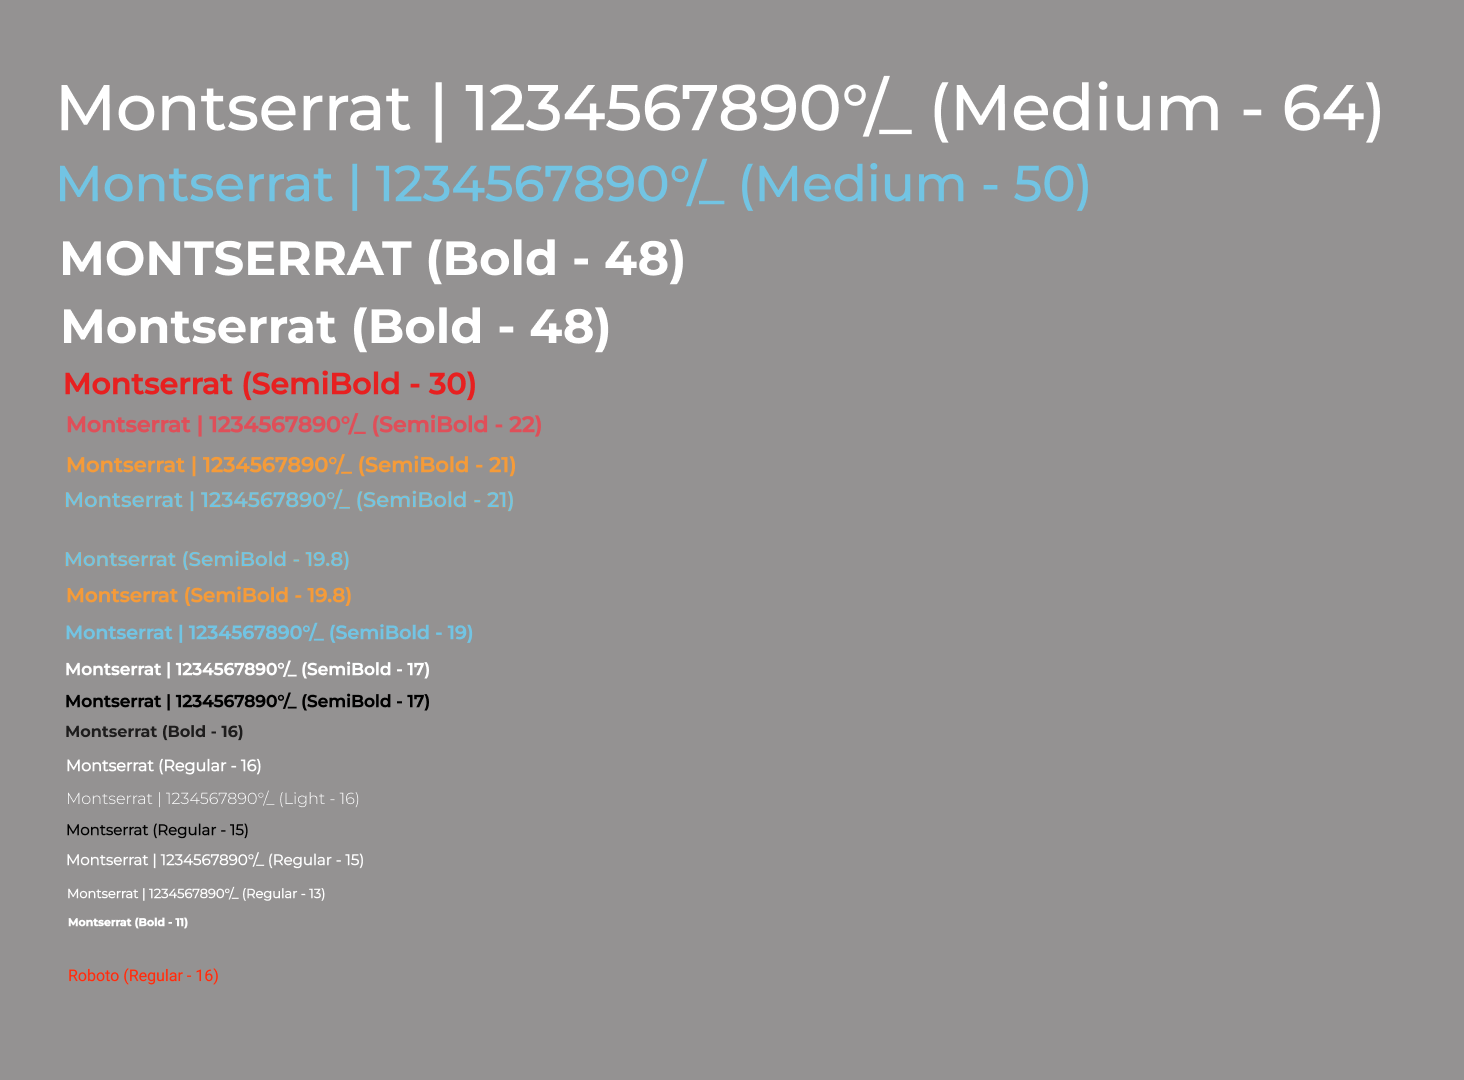 Montserrat | 1234567890°/_ (Medium - 64)
Montserrat | 1234567890°/_ (Medium - 50)
MONTSERRAT (Bold - 48)
Montserrat (Bold - 48)
Montserrat (SemiBold - 30)
Montserrat | 1234567890°/_ (SemiBold - 22)
Montserrat | 1234567890°/_ (SemiBold - 21)
Montserrat | 1234567890°/_ (SemiBold - 21)
Montserrat (SemiBold - 19.8)
Montserrat (SemiBold - 19.8)
Montserrat | 1234567890°/_ (SemiBold - 19)
Montserrat | 1234567890°/_ (SemiBold - 17)
Montserrat | 1234567890°/_ (SemiBold - 17)
Montserrat (Bold - 16)
Montserrat (Regular - 16)
Montserrat | 1234567890°/_ (Light - 16)
Montserrat (Regular - 15)
Montserrat | 1234567890°/_ (Regular - 15)
Montserrat | 1234567890°/_ (Regular - 13)
Montserrat (Bold - 11)
Roboto (Regular - 16)